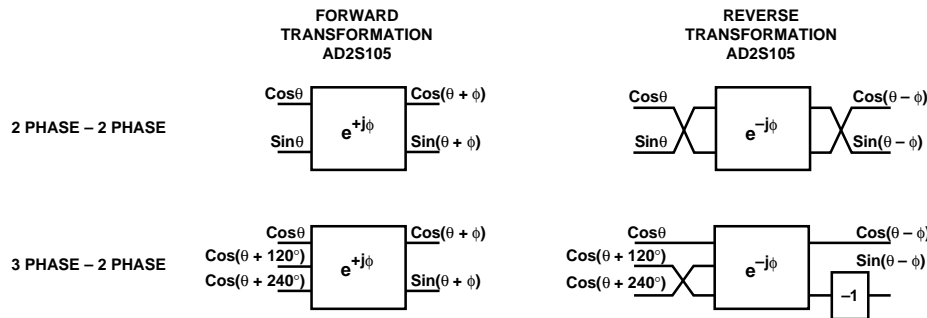 FORWARD
TRANSFORMATION
AD2S105
REVERSE
TRANSFORMATION
AD2S105
2 PHASE – 2 PHASE
Cosθ
Sinθ
e+jϕ
Cos(θ + ϕ)
Sin(θ + ϕ)
Cosθ
Sinθ
e–jϕ
Cos(θ – ϕ)
Sin(θ – ϕ)
3 PHASE – 2 PHASE
Cosθ
Cos(θ + 120°)
Cos(θ + 240°)
e+jϕ
Cos(θ + ϕ)
Sin(θ + ϕ)
Cosθ
Cos(θ + 120°)
Cos(θ + 240°)
e–jϕ
Cos(θ – ϕ)
Sin(θ – ϕ)
–1